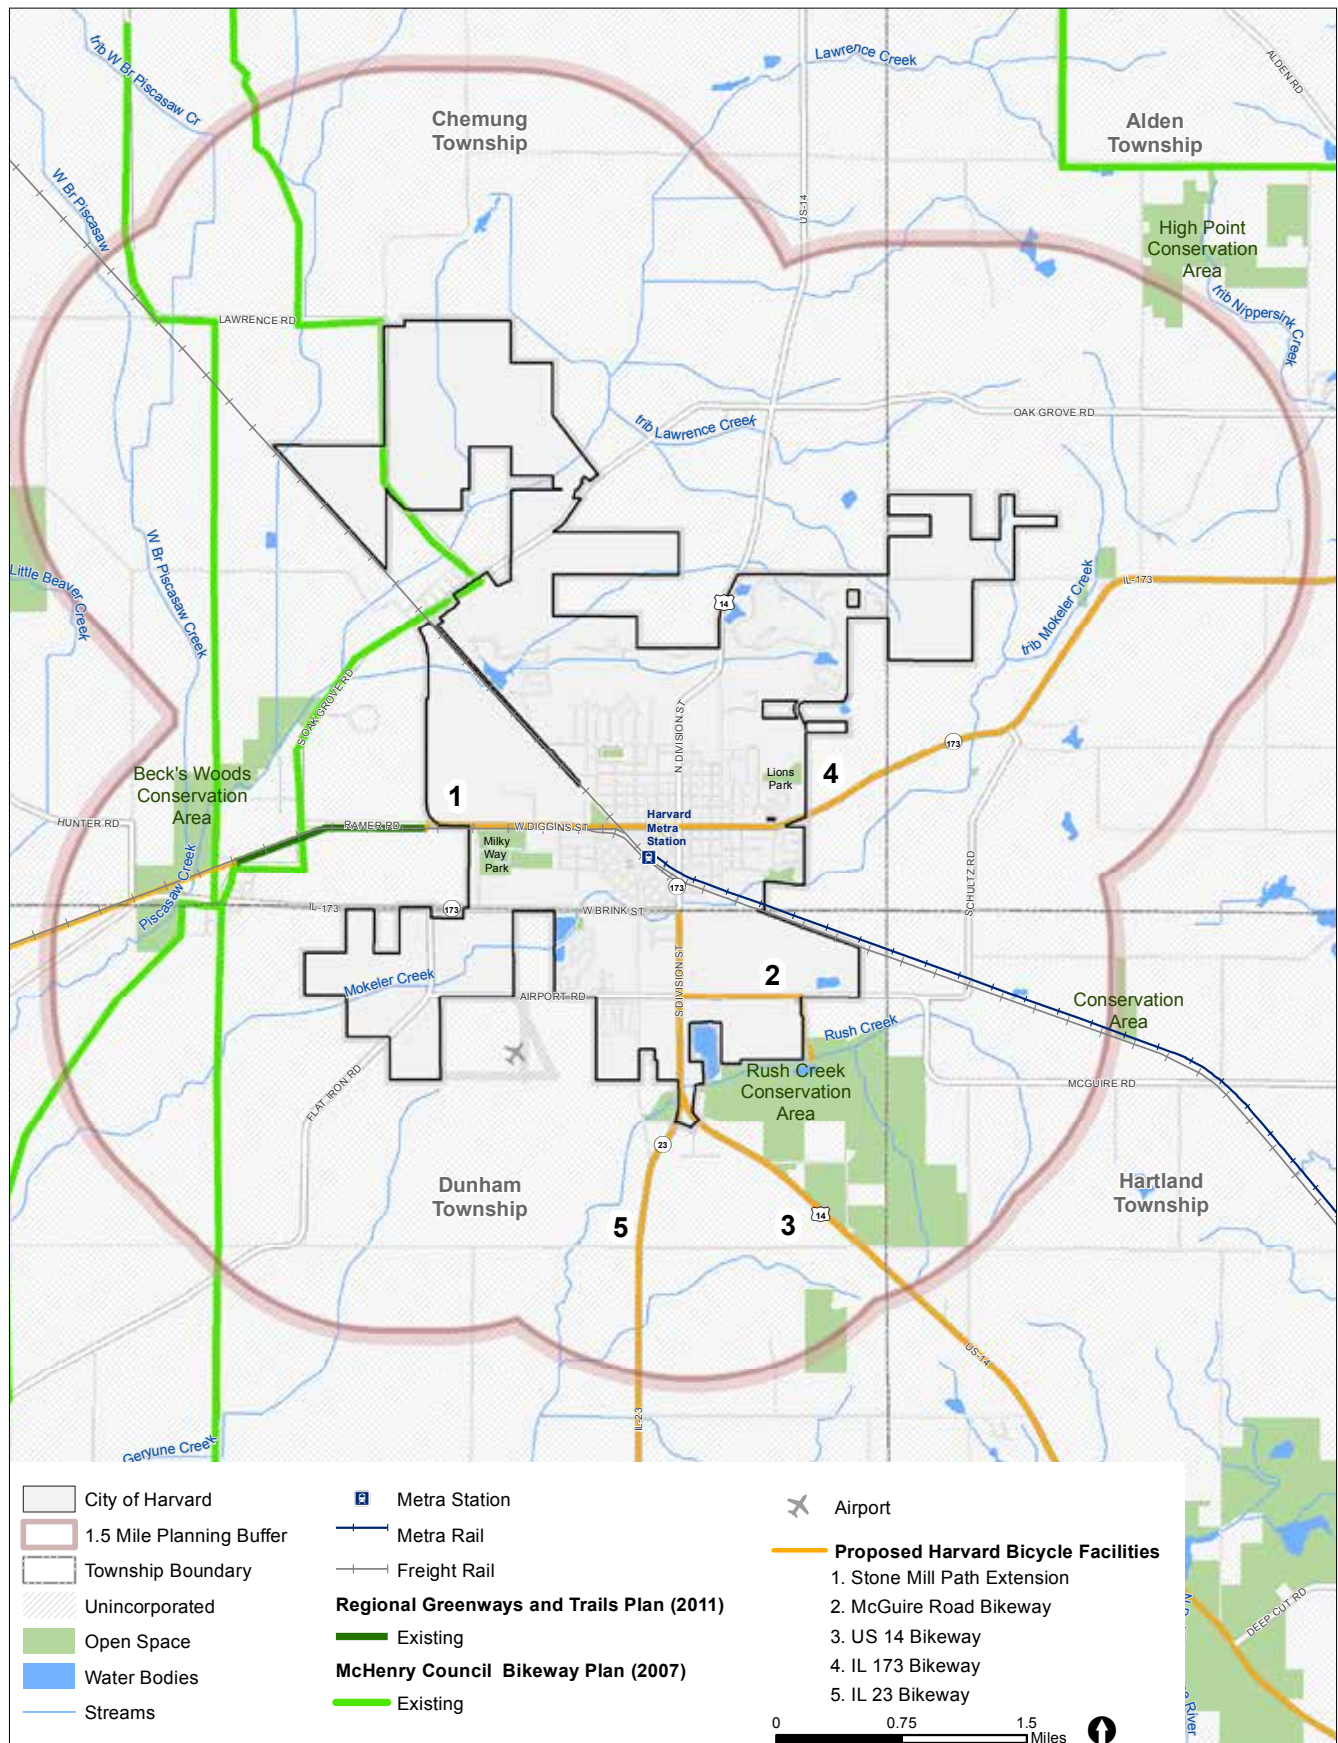 trib W Br Piscasaw Cr
Lawrence Creek
ALDEN RD
Chemung
Township
Alden
Township
W Br Piscasaw
US-14
High Point
Conservation
Area
trib Nippersink Creek
LAWRENCE RD
OAK GROVE RD
trib Lawrence Creek
W Br Piscasaw Creek
Little Beaver
Creek
IL-173
14
trib Mokeler Creek
S OAK GROVE RD
N DIVISION ST
173
Beck's Woods
Conservation
Area
Lions
Park
4
1
HUNTER RD
RAMER RD
W DIGGINS ST
Harvard
Metra
Station
Milky
Way
Park
Piscasaw Creek
SCHULTZ RD
173
IL-173
173
W BRINK ST
S DIVISION ST
2
Mokeler Creek
AIRPORT RD
Conservation
Area
Rush Creek
Rush Creek
Conservation
Area
MCGUIRE RD
FLAT IRON RD
23
Dunham
Township
Hartland
Township
5
3
14
US-14
IL-23
Geryune Creek
City of Harvard
1.5 Mile Planning Buffer
Township Boundary
Unincorporated
Open Space
Water Bodies
Streams
Metra Station
Metra Rail
Freight Rail
Regional Greenways and Trails Plan (2011)
Existing
McHenry Council Bikeway Plan (2007)
Existing
Airport
Proposed Harvard Bicycle Facilities
1. Stone Mill Path Extension
2. McGuire Road Bikeway
3. US 14 Bikeway
4. IL 173 Bikeway
5. IL 23 Bikeway
0 0.75 1.5
Miles
DEEP CUT RD
River